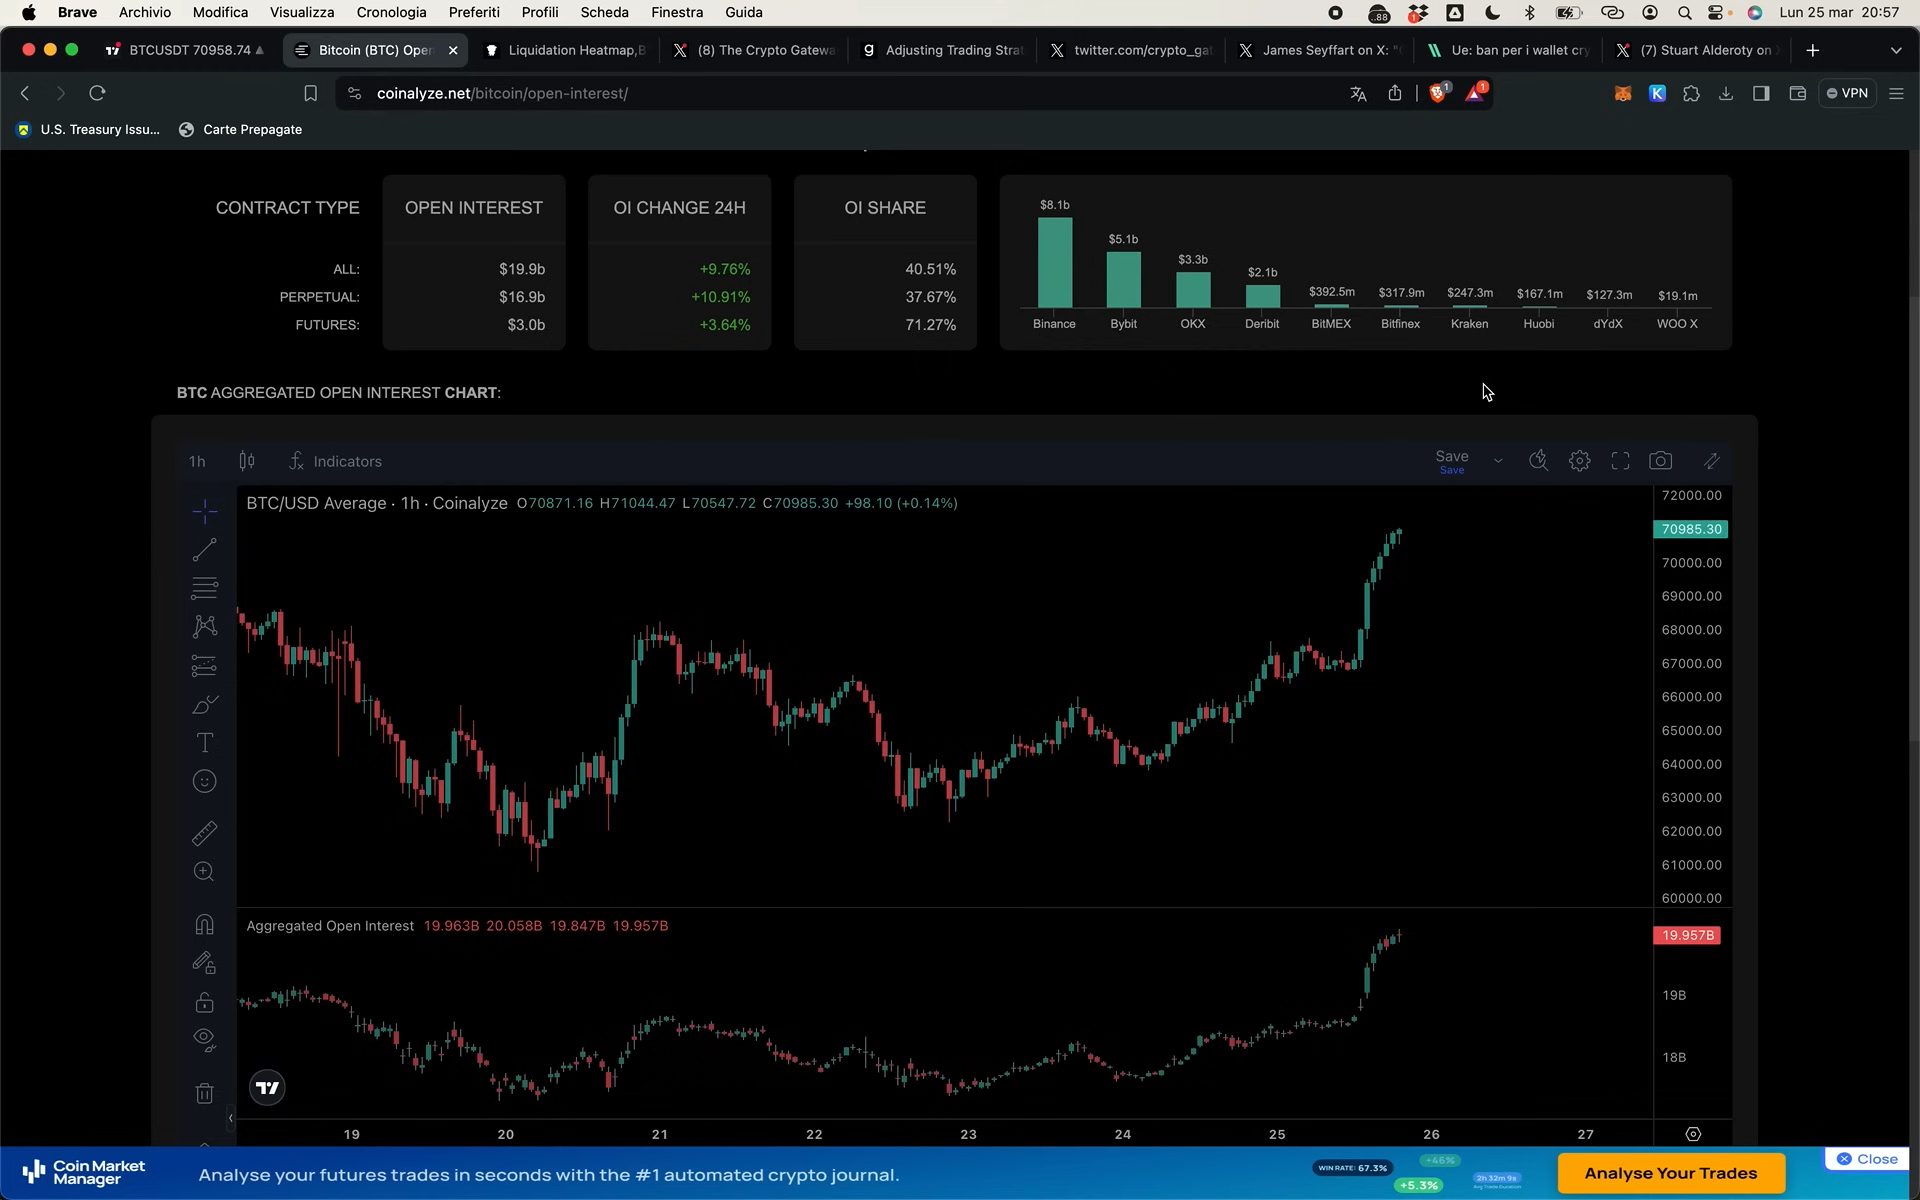 Brave Archivio Modifica Visualizza Cronologia Preferiti Profili Scheda Finestra Guida .88 1 Lun 25 mar 20:57
BTCUSDT 70958.74 Bitcoin (BTC) Ope Liquidation Heatmap,B (8) The Crypto Gatewa Adjusting Trading Strat twitter.com/crypto_gat James Seyffart on X: " Ue: ban per i wallet cry (7) Stuart Alderoty on
coinalyze.net/bitcoin/open-interest/ 1 1 VPN
U.S. Treasury Issu... Carte Prepagate
CONTRACT TYPE OPEN INTEREST OI CHANGE 24H OI SHARE
ALL: $19.9b +9.76% 40.51%
PERPETUAL: $16.9b +10.91% 37.67%
FUTURES: $3.0b +3.64% 71.27%
$8.1b $5.1b $3.3b $2.1b $392.5m $317.9m $247.3m $167.1m $127.3m $19.1m
Binance Bybit OKX Deribit BitMEX Bitfinex Kraken Huobi dYdX WOO X
BTC AGGREGATED OPEN INTEREST CHART:
1h Indicators Save
Save
BTC/USD Average · 1h · Coinalyze O70871.16 H71044.47 L70547.72 C70985.30 +98.10 (+0.14%)
72000.00
70985.30
70000.00
69000.00
68000.00
67000.00
66000.00
65000.00
64000.00
63000.00
62000.00
61000.00
60000.00
Aggregated Open Interest 19.963B 20.058B 19.847B 19.957B
19.957B
19B
18B
19 20 21 22 23 24 25 26 27
Coin Market
Manager
Analyse your futures trades in seconds with the #1 automated crypto journal.
WIN RATE: 67.3% +46%
+5.3% 2h 32m 9s
Analyse Your Trades
Close